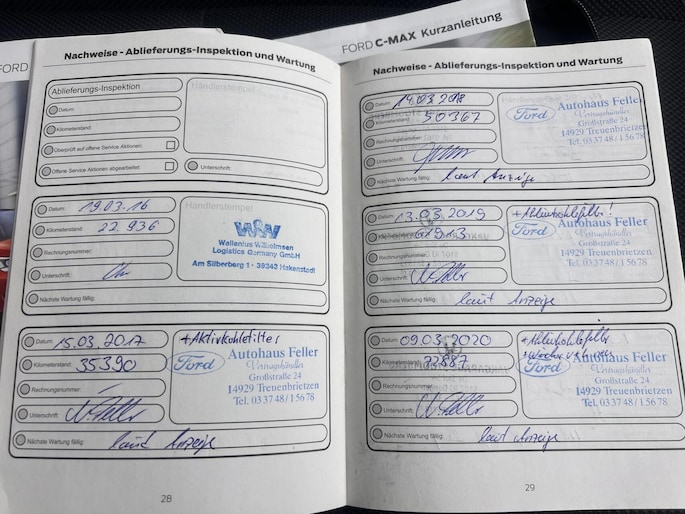 FORD
FORD C-MAX Kurzanleitung
Nachweise - Ablieferungs-Inspektion und Wartung
Ablieferungs-Inspektion
Händlerstempel
Datum:
Kilometerstand:
Überprüft auf offene Service Aktionen:
Offene Service Aktionen abgearbeitet:
Unterschrift:
Datum: 19.03.16
Kilometerstand: 22.936
Rechnungsnummer:
Unterschrift:
Nächste Wartung fällig:
Händlerstempel
WW
Wallenius Wilhelmsen
Logistics Germany GmbH
Am Silberberg 1 · 39343 Hakenstedt
Datum: 15.03.2017
Kilometerstand: 35390
Rechnungsnummer:
Unterschrift:
Nächste Wartung fällig: laut Anzeige
+Aktivkohlefilter
Ford
Autohaus Feller
Vertragshändler
Großstraße 24
14929 Treuenbrietzen
Tel. 03 37 48 / 1 56 78
28
Nachweise - Ablieferungs-Inspektion und Wartung
Datum: 14.03.2018
Kilometerstand: 50367
Rechnungsnummer:
Unterschrift:
Nächste Wartung fällig: laut Anzeige
Ford
Autohaus Feller
Vertragshändler
Großstraße 24
14929 Treuenbrietzen
Tel. 03 37 48 / 1 56 78
Datum: 13.03.2019
Kilometerstand:
Rechnungsnummer:
Unterschrift:
Nächste Wartung fällig: laut Anzeige
Ford
Autohaus Feller
Vertragshändler
Großstraße 24
14929 Treuenbrietzen
Tel. 03 37 48 / 1 56 78
Datum: 09.03.2020
Kilometerstand:
Rechnungsnummer:
Unterschrift:
Nächste Wartung fällig: laut Anzeige
Ford
Autohaus Feller
Vertragshändler
Großstraße 24
14929 Treuenbrietzen
Tel. 03 37 48 / 1 56 78
29